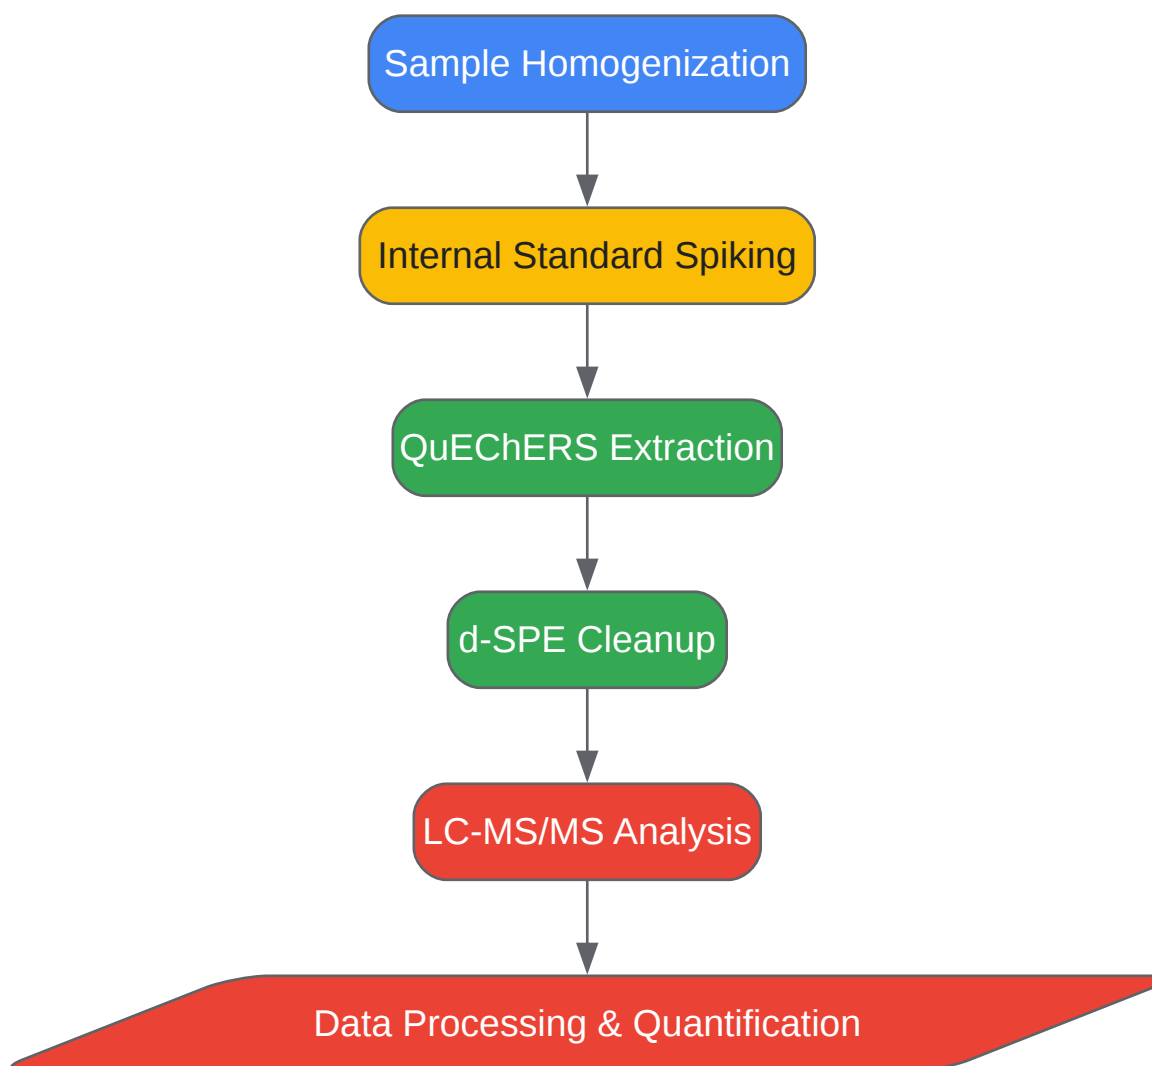 Sample Homogenization
Internal Standard Spiking
QuEChERS Extraction
d-SPE Cleanup
LC-MS/MS Analysis
Data Processing & Quantification